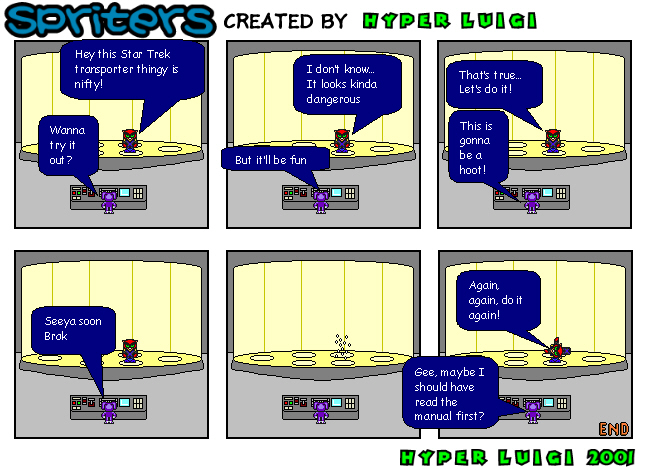 Spriters CREATED BY HYPER LUIGI
Hey this Star Trek
transporter thingy is
nifty!
Wanna
try it
out?
I don't know...
It looks kinda
dangerous
But it'll be fun
That's true...
Let's do it!
This is
gonna
be a
hoot!
Seeya soon
Brak
Again,
again, do it
again!
Gee, maybe I
should have
read the
manual first?
END
HYPER LUIGI 2001